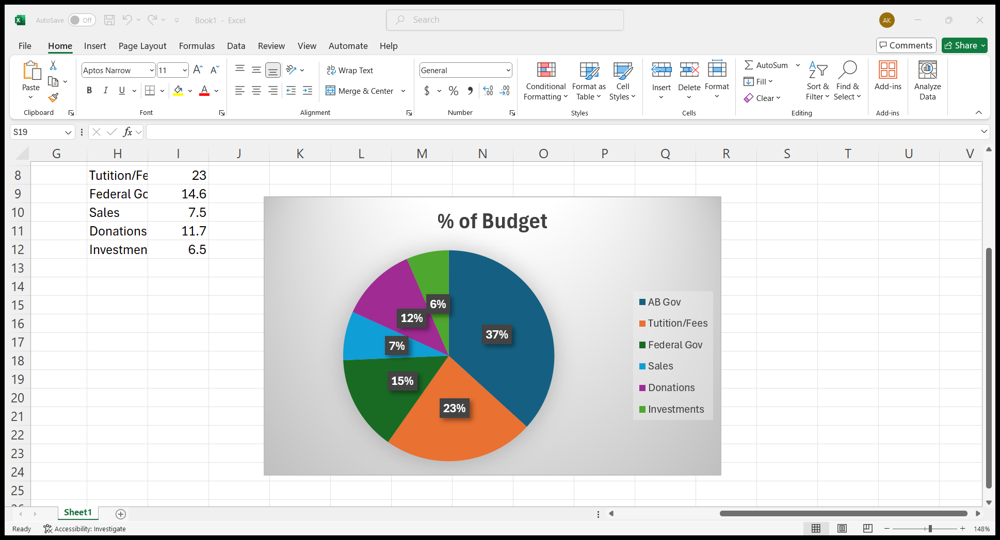 AutoSave Off Book1 - Excel Search AK
File Home Insert Page Layout Formulas Data Review View Automate Help Comments Share
Aptos Narrow 11 Wrap Text General AutoSum
Paste B I U Merge & Center $ % Conditional Formatting Format as Table Cell Styles Insert Delete Format Fill Clear Sort & Filter Find & Select Add-ins Analyze Data
Clipboard Font Alignment Number Styles Cells Editing Add-ins
S19 fx
G H I J K L M N O P Q R S T U V
8 Tutition/Fe 23
9 Federal Go 14.6
10 Sales 7.5
11 Donations 11.7
12 Investmen 6.5
13
14
15
16
17
18
19
20
21
22
23
24
25
26
% of Budget
6%
12%
37%
7%
15%
23%
AB Gov
Tutition/Fees
Federal Gov
Sales
Donations
Investments
Sheet1
Ready Accessibility: Investigate 148%